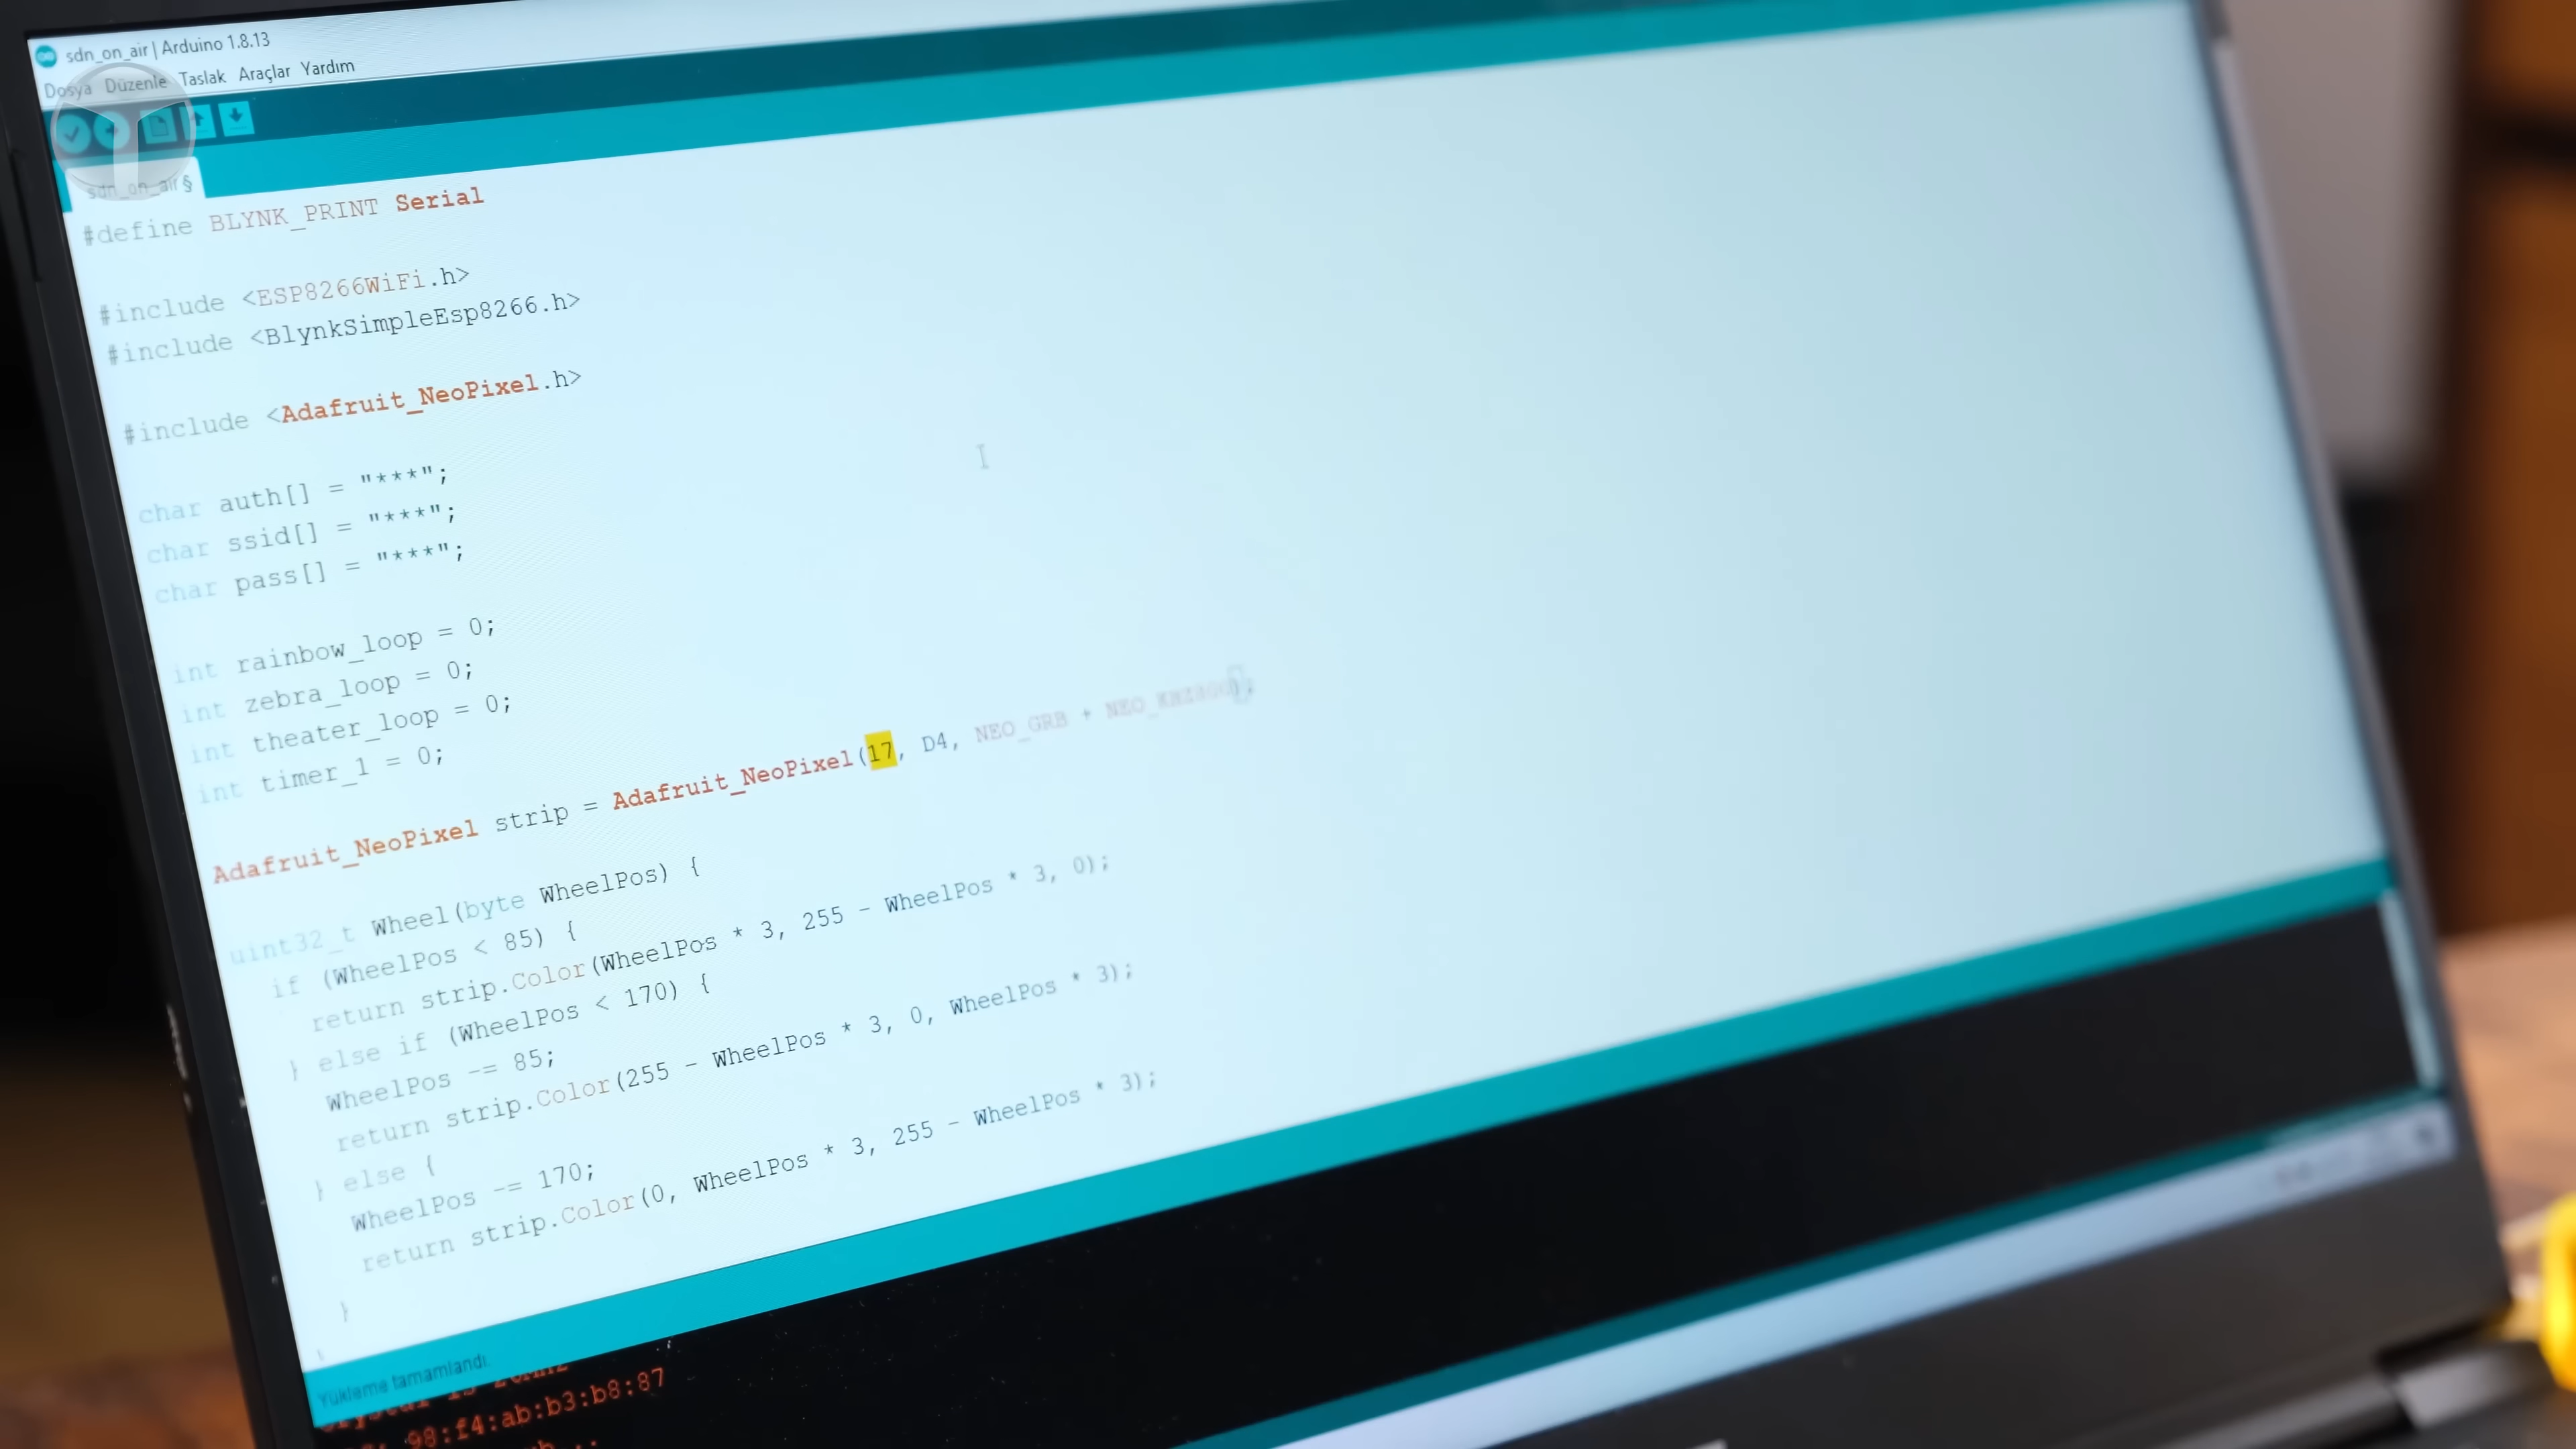 sdn_on_air | Arduino 1.8.13
Dosya Düzenle Taslak Araçlar Yardım
sdn_on_air §
#define BLYNK_PRINT Serial
#include <ESP8266WiFi.h>
#include <BlynkSimpleEsp8266.h>
#include <Adafruit_NeoPixel.h>
char auth[] = "***";
char ssid[] = "***";
char pass[] = "***";
int rainbow_loop = 0;
int zebra_loop = 0;
int theater_loop = 0;
int timer_1 = 0;
Adafruit_NeoPixel strip = Adafruit_NeoPixel(17, D4, NEO_GRB + NEO_KHZ800);
uint32_t Wheel(byte WheelPos) {
if (WheelPos < 85) {
return strip.Color(WheelPos * 3, 255 - WheelPos * 3, 0);
} else if (WheelPos < 170) {
WheelPos -= 85;
return strip.Color(255 - WheelPos * 3, 0, WheelPos * 3);
} else {
WheelPos -= 170;
return strip.Color(0, WheelPos * 3, 255 - WheelPos * 3);
}
Yükleme tamamlandı.
98:f4:ab:b3:b8:87